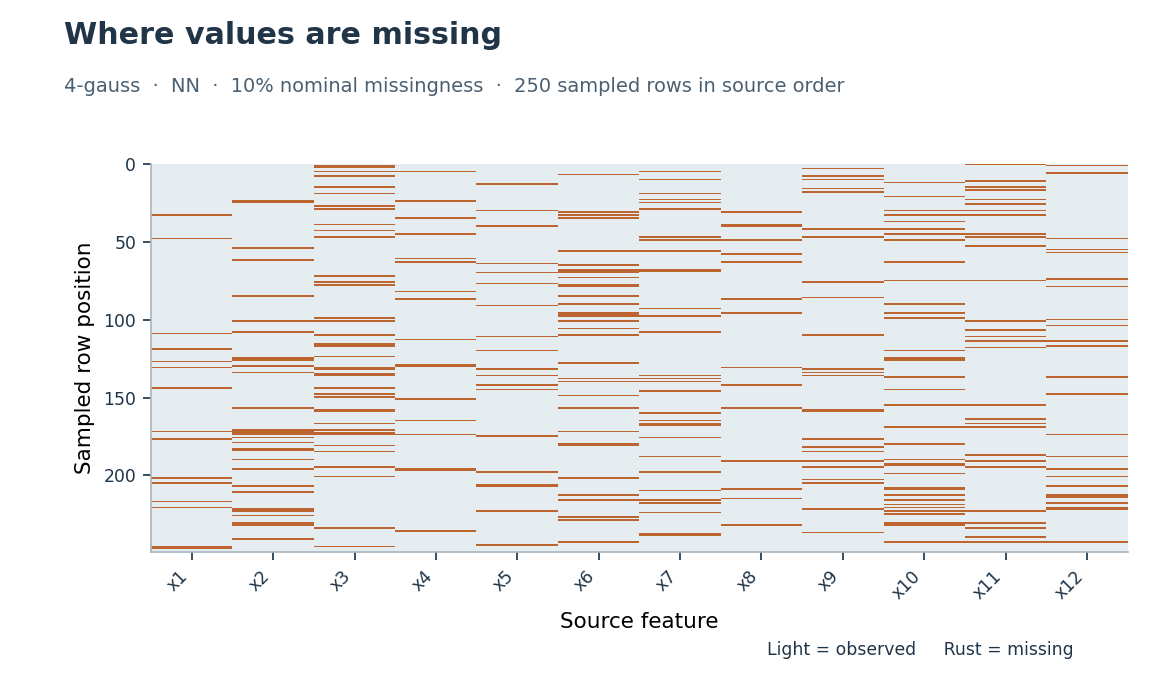 Where values are missing
4-gauss · NN · 10% nominal missingness · 250 sampled rows in source order
0
50
100
150
200
Sampled row position
x1 x2 x3 x4 x5 x6 x7 x8 x9 x10 x11 x12
Source feature
Light = observed Rust = missing